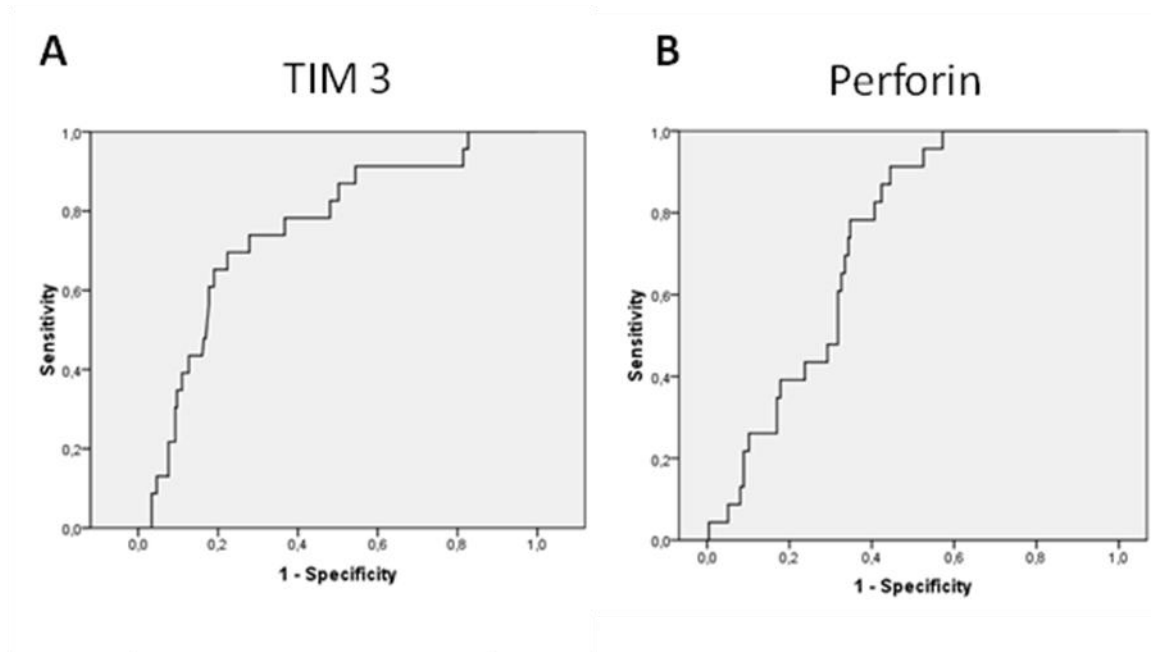 A
TIM 3
1,0
0,8
0,6
0,4
0,2
0,0
Sensitivity
0,0 0,2 0,4 0,6 0,8 1,0
1 - Specificity
B
Perforin
1,0
0,8
0,6
0,4
0,2
0,0
Sensitivity
0,0 0,2 0,4 0,6 0,8 1,0
1 - Specificity